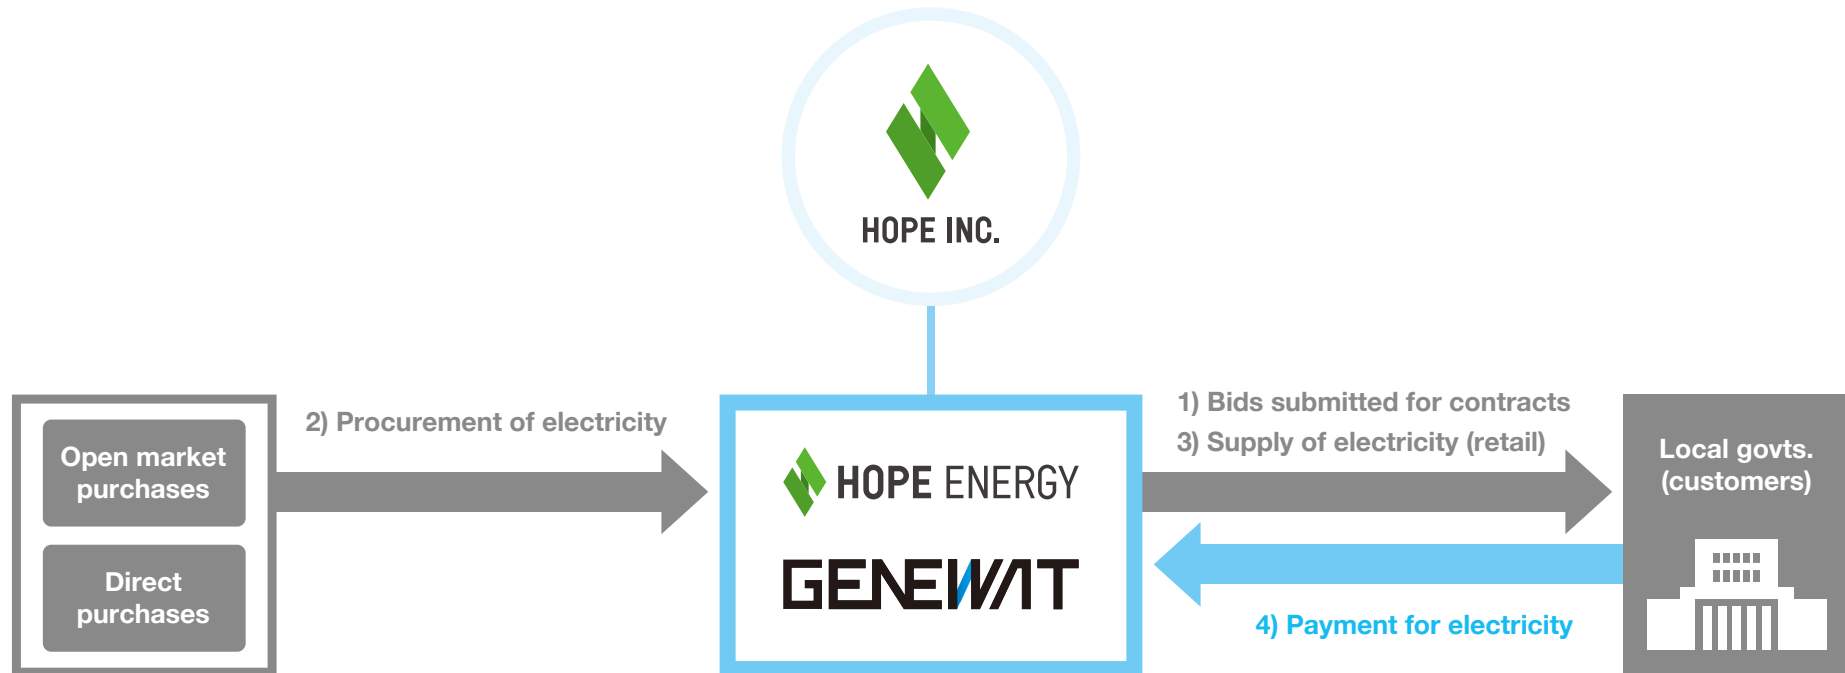 HOPE INC.
Open market
purchases
Direct
purchases
2) Procurement of electricity
HOPE ENERGY
GENEWAT
1) Bids submitted for contracts
3) Supply of electricity (retail)
4) Payment for electricity
Local govts.
(customers)